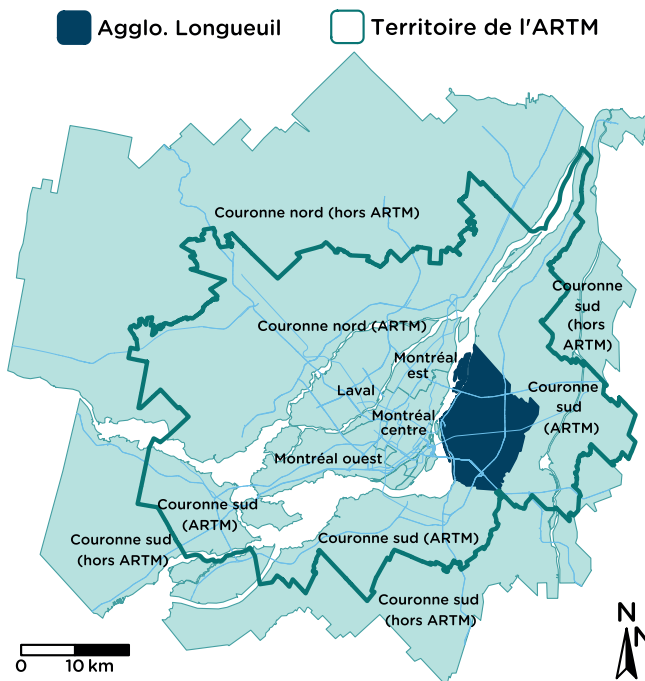 Agglo. Longueuil
Territoire de l'ARTM
Couronne nord (hors ARTM)
Couronne
sud
(hors
ARTM)
Couronne nord (ARTM)
Montréal
est
Laval
Couronne
sud
(ARTM)
Montréal
centre
Montréal ouest
Couronne sud
(ARTM)
Couronne sud
(hors ARTM)
Couronne sud (ARTM)
Couronne sud
(hors ARTM)
N
N
0 10 km